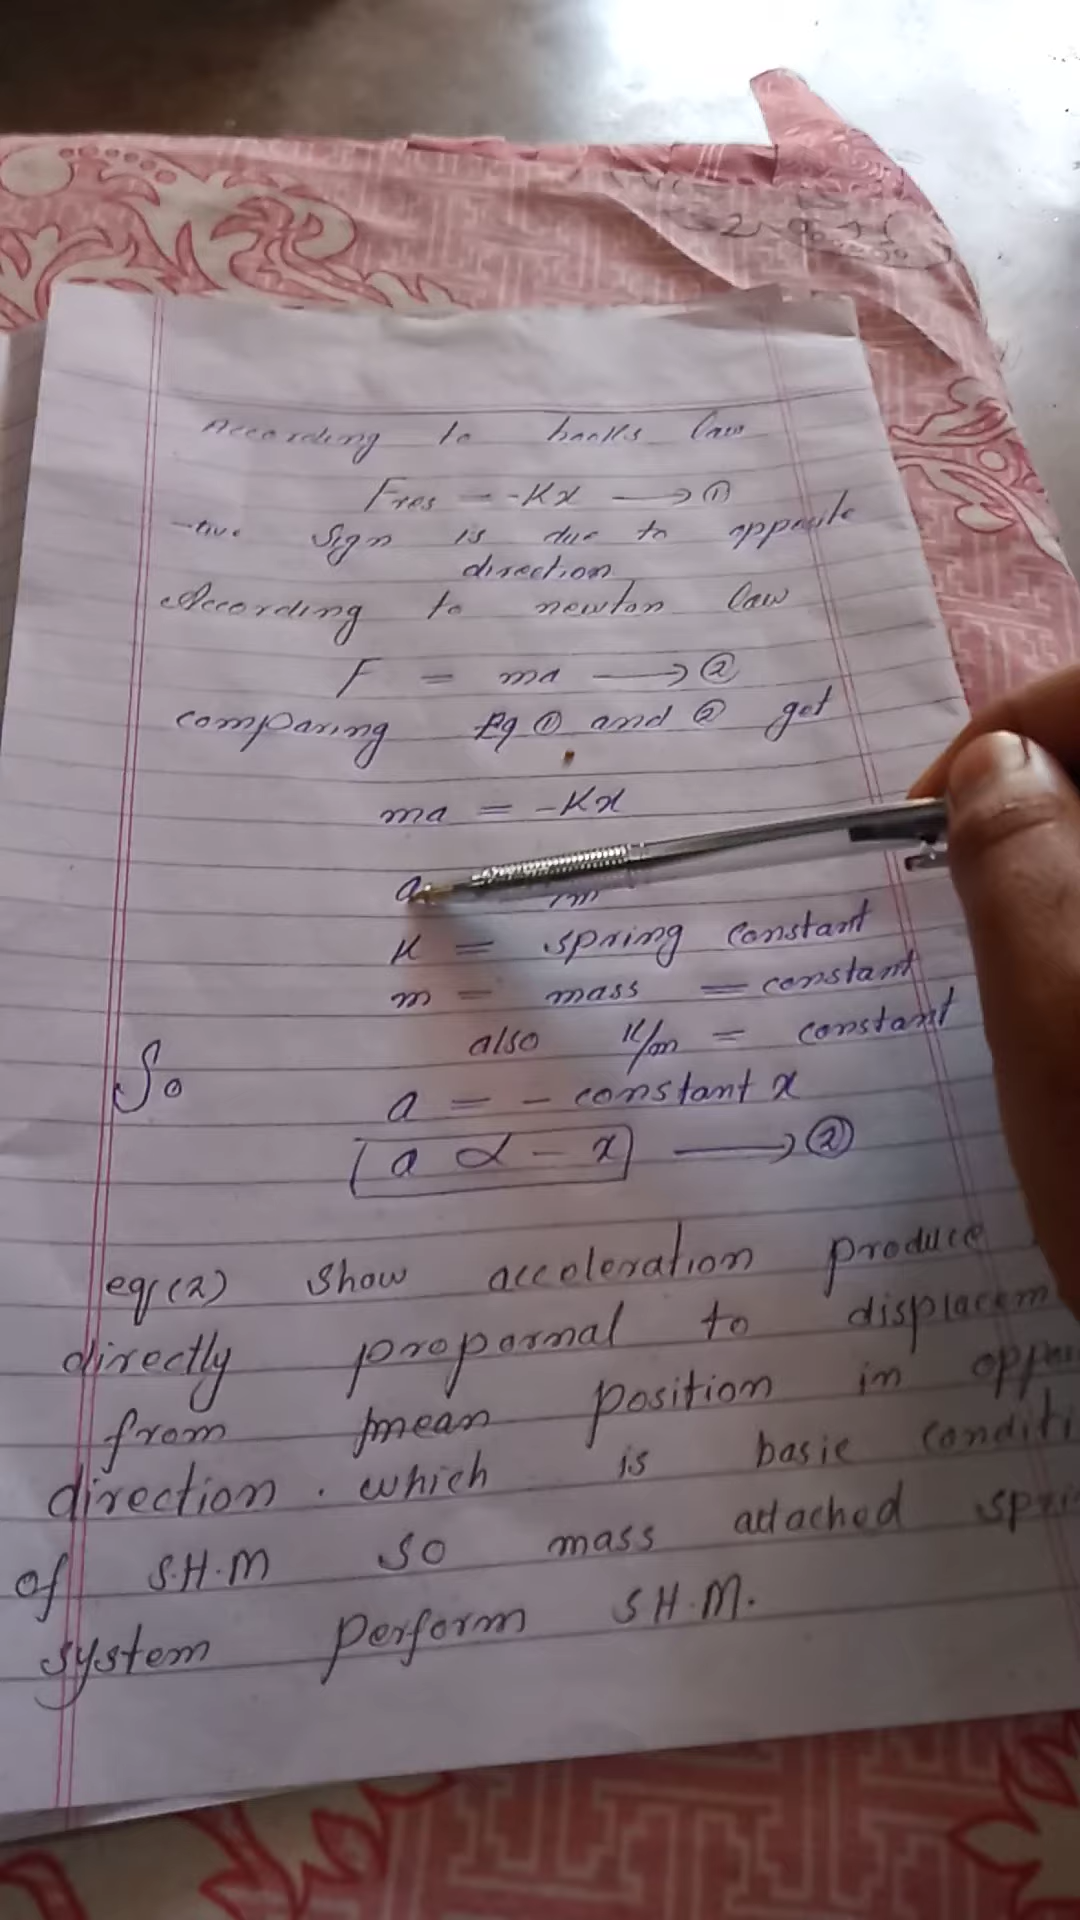 According to hooks law
Fres = -Kx → ①
-tive Sign is due to opposite
direction
According to newton law
F = ma → ②
comparing Eq ① and ② get
ma = -Kx
a m
K = spring constant
m = mass = constant
also K/m = constant
So
a = - constant x
a α - x → ②
eq(2) Show acceleration produce
directly propornal to displacem
from mean position in oppos
direction. which is basic conditi
of S.H.M so mass attached spri
system perform S.H.M.